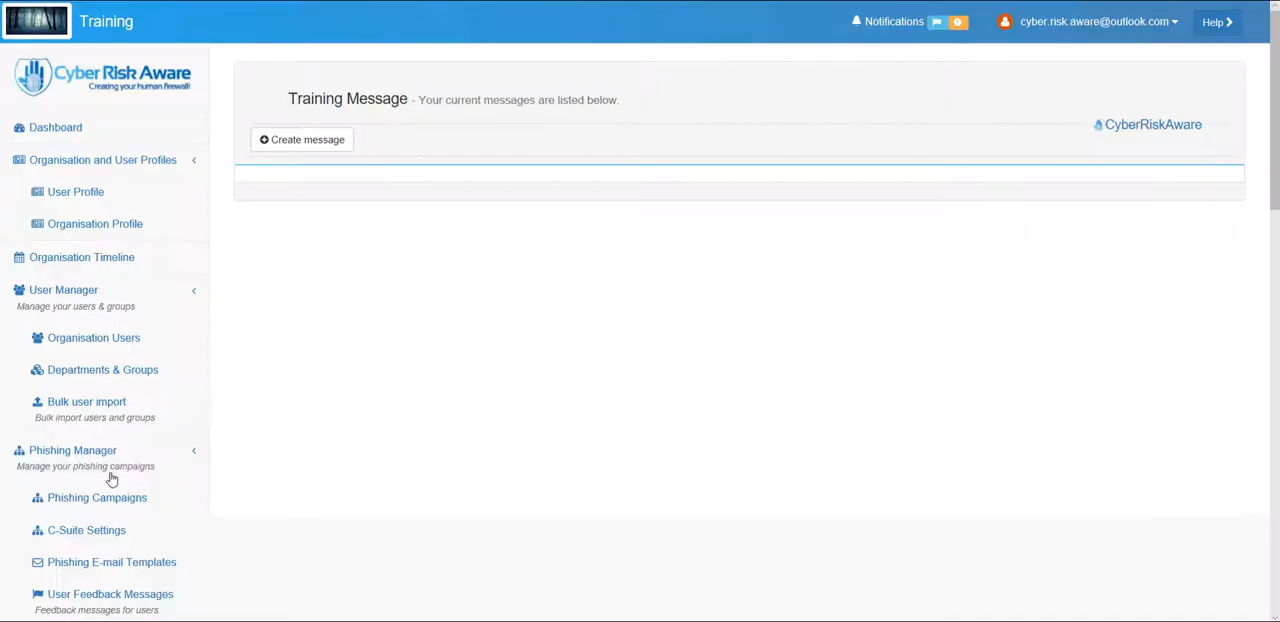 Training
Notifications
cyber.risk.aware@outlook.com
Help
Cyber Risk Aware
Creating your human firewall!
Training Message - Your current messages are listed below.
Create message
CyberRiskAware
Dashboard
Organisation and User Profiles
User Profile
Organisation Profile
Organisation Timeline
User Manager
Manage your users & groups
Organisation Users
Departments & Groups
Bulk user import
Bulk import users and groups
Phishing Manager
Manage your phishing campaigns
Phishing Campaigns
C-Suite Settings
Phishing E-mail Templates
User Feedback Messages
Feedback messages for users